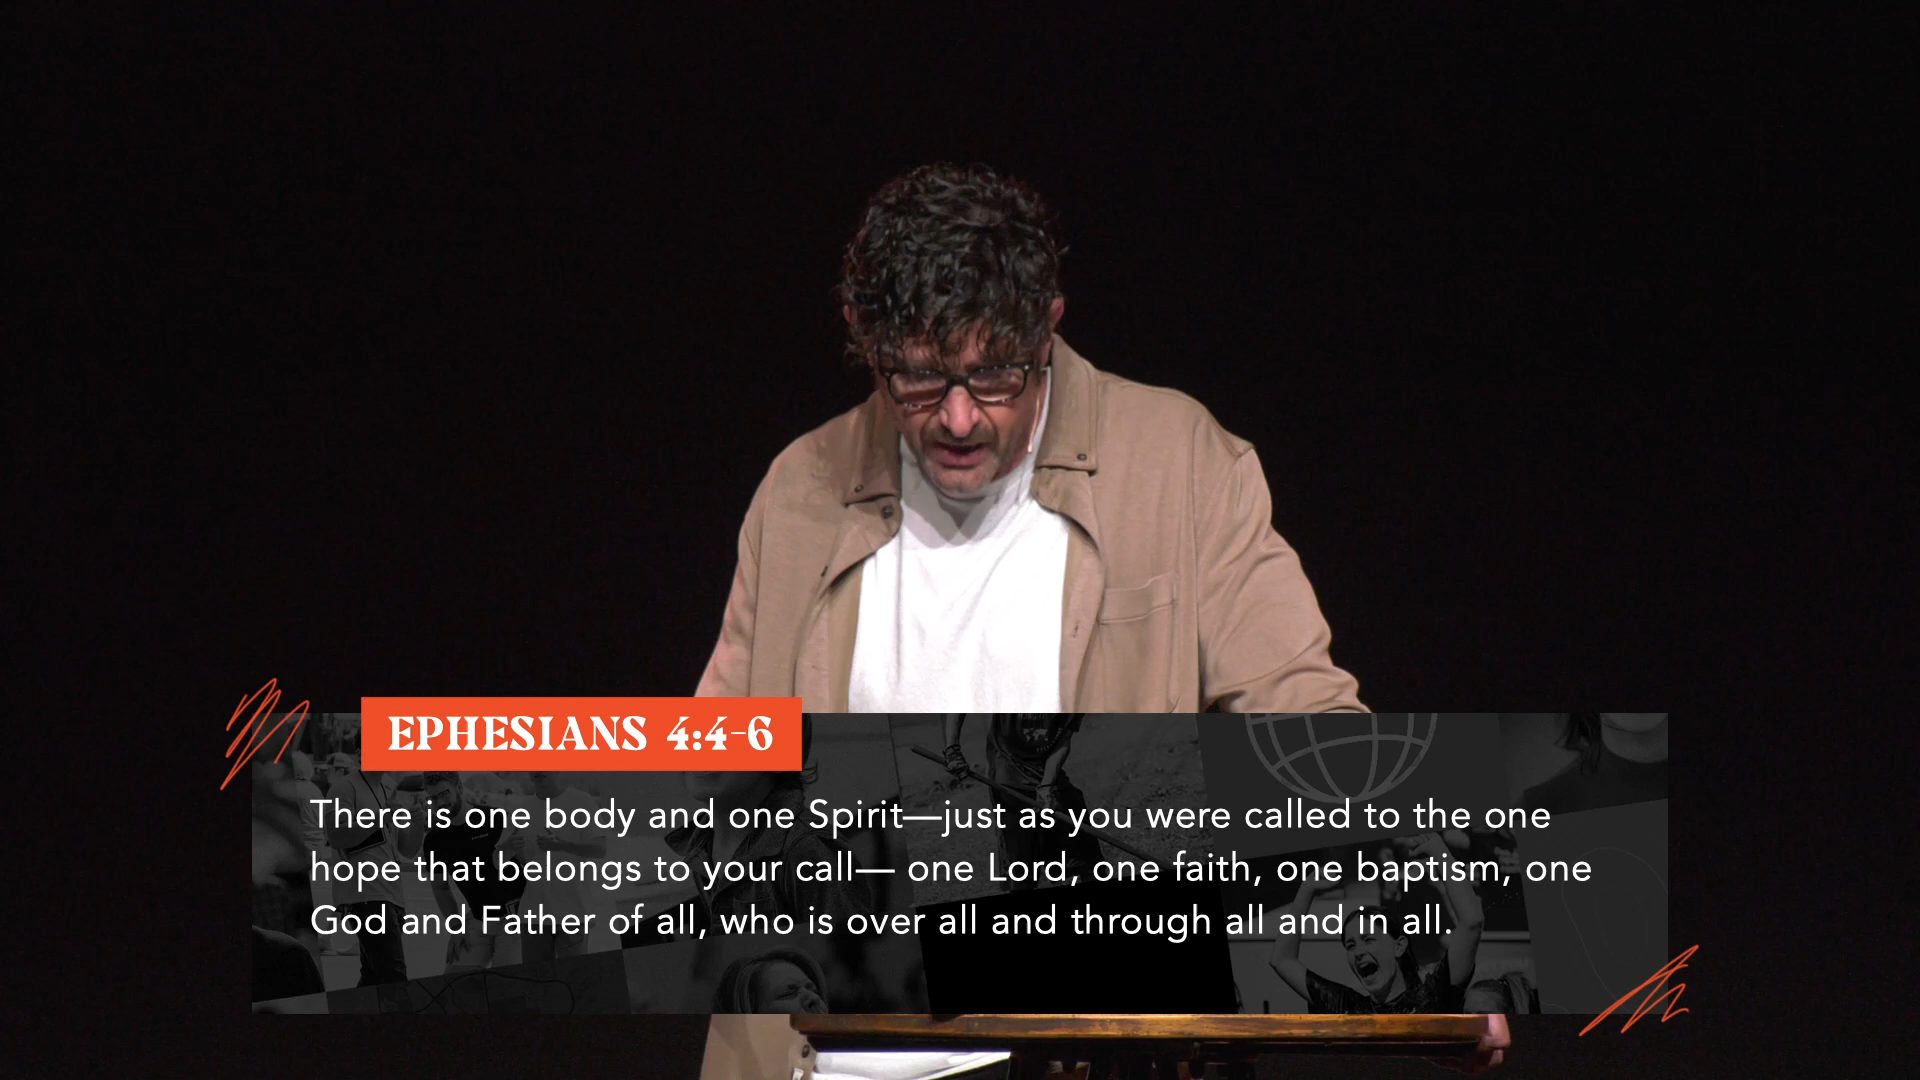 EPHESIANS 4:4-6
There is one body and one Spirit—just as you were called to the one
hope that belongs to your call— one Lord, one faith, one baptism, one
God and Father of all, who is over all and through all and in all.